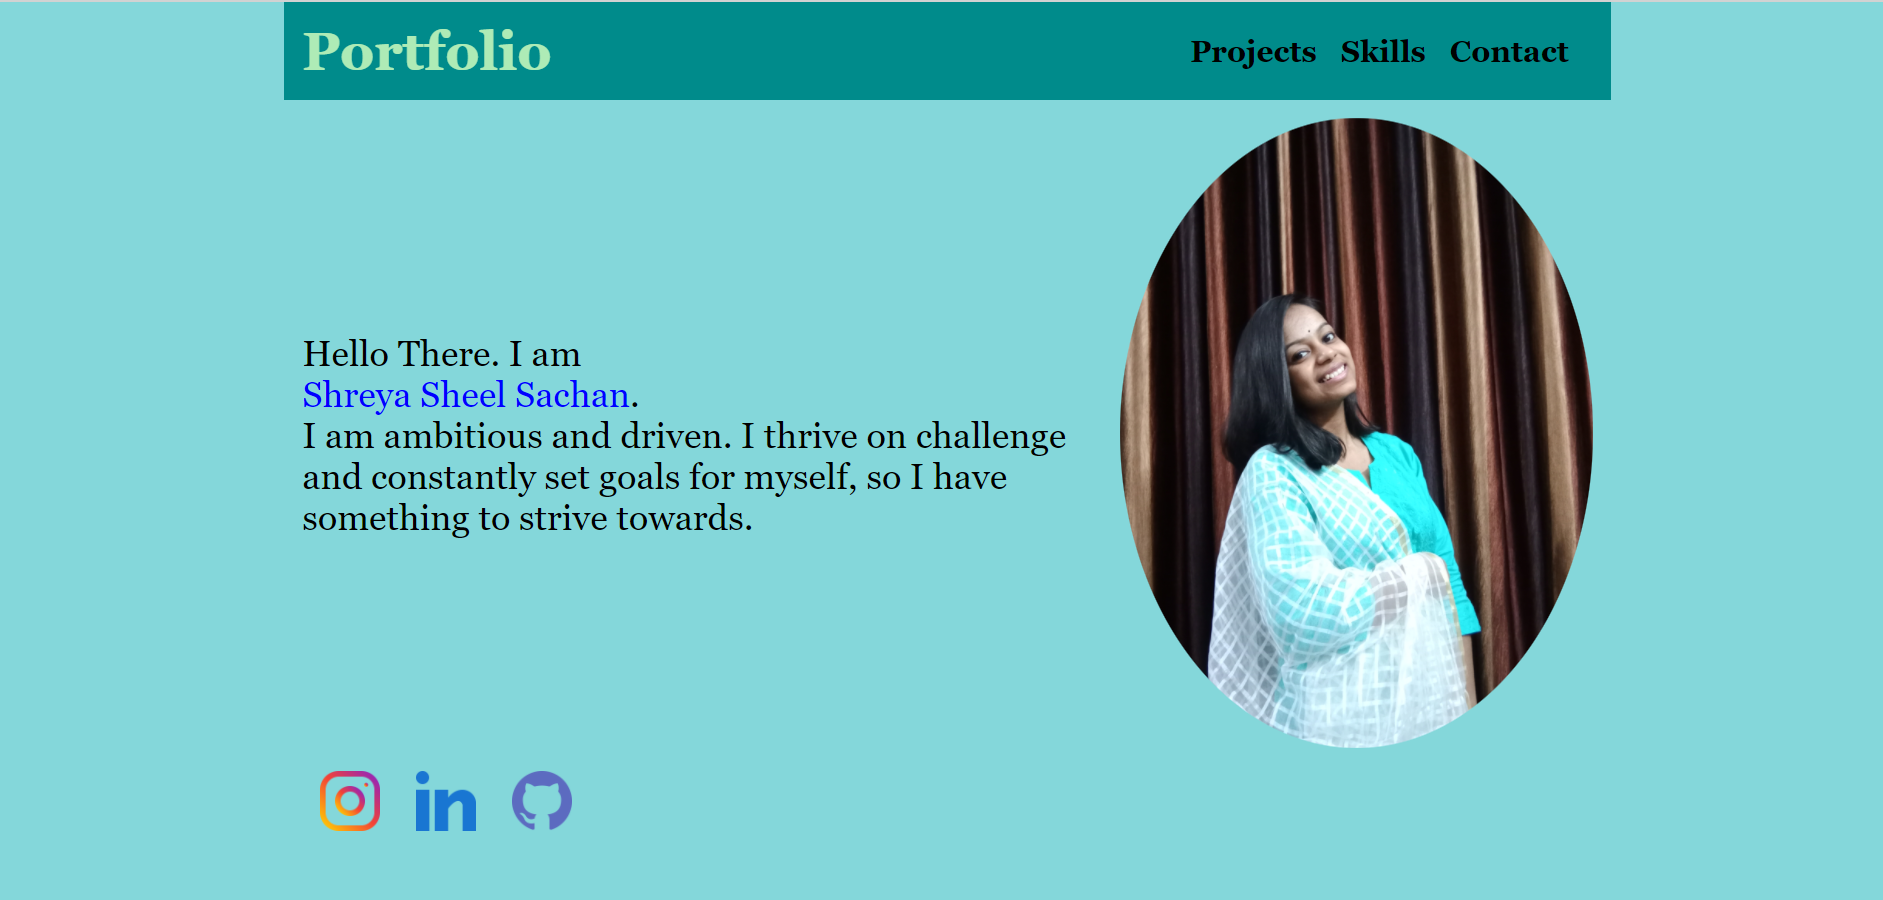 Portfolio
Projects Skills Contact
Hello There. I am
Shreya Sheel Sachan.
I am ambitious and driven. I thrive on challenge
and constantly set goals for myself, so I have
something to strive towards.
in